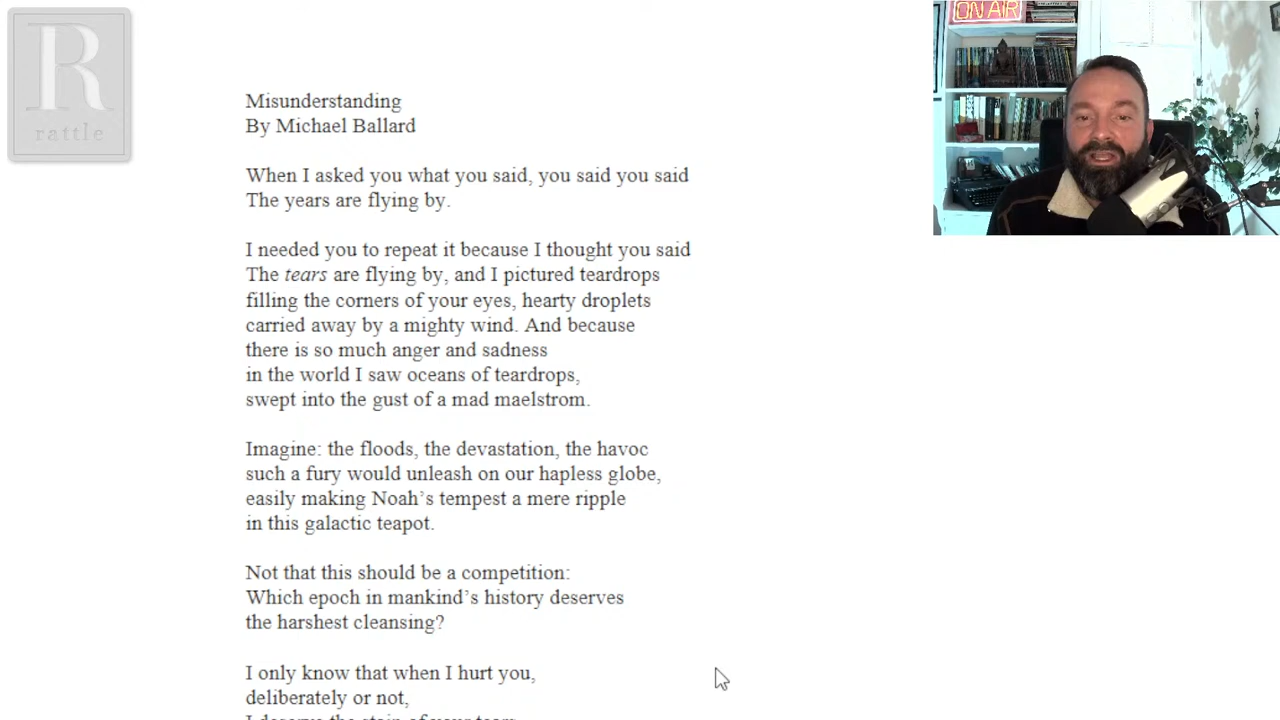 R
rattle
ON AIR
Misunderstanding
By Michael Ballard
When I asked you what you said, you said you said
The years are flying by.
I needed you to repeat it because I thought you said
The tears are flying by, and I pictured teardrops
filling the corners of your eyes, hearty droplets
carried away by a mighty wind. And because
there is so much anger and sadness
in the world I saw oceans of teardrops,
swept into the gust of a mad maelstrom.
Imagine: the floods, the devastation, the havoc
such a fury would unleash on our hapless globe,
easily making Noah's tempest a mere ripple
in this galactic teapot.
Not that this should be a competition:
Which epoch in mankind's history deserves
the harshest cleansing?
I only know that when I hurt you,
deliberately or not,
I deserve the stain of your tears